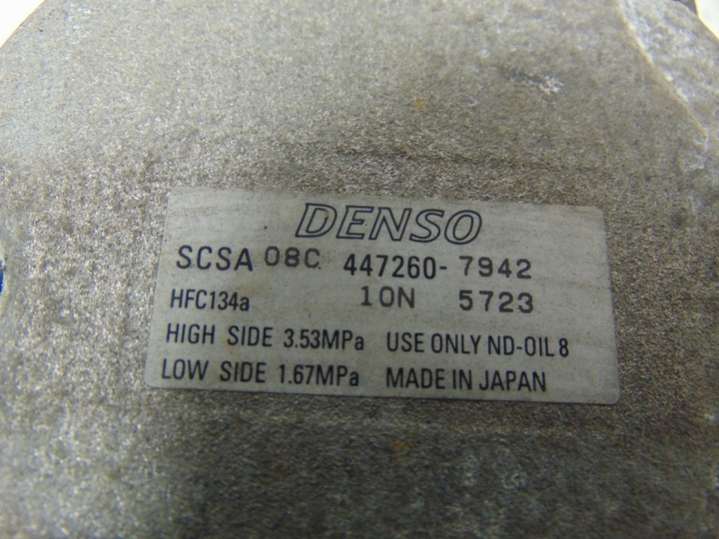 DENSO
SCSA 08C 447260-7942
HFC134a 10N 5723
HIGH SIDE 3.53MPa USE ONLY ND-OIL 8
LOW SIDE 1.67MPa MADE IN JAPAN